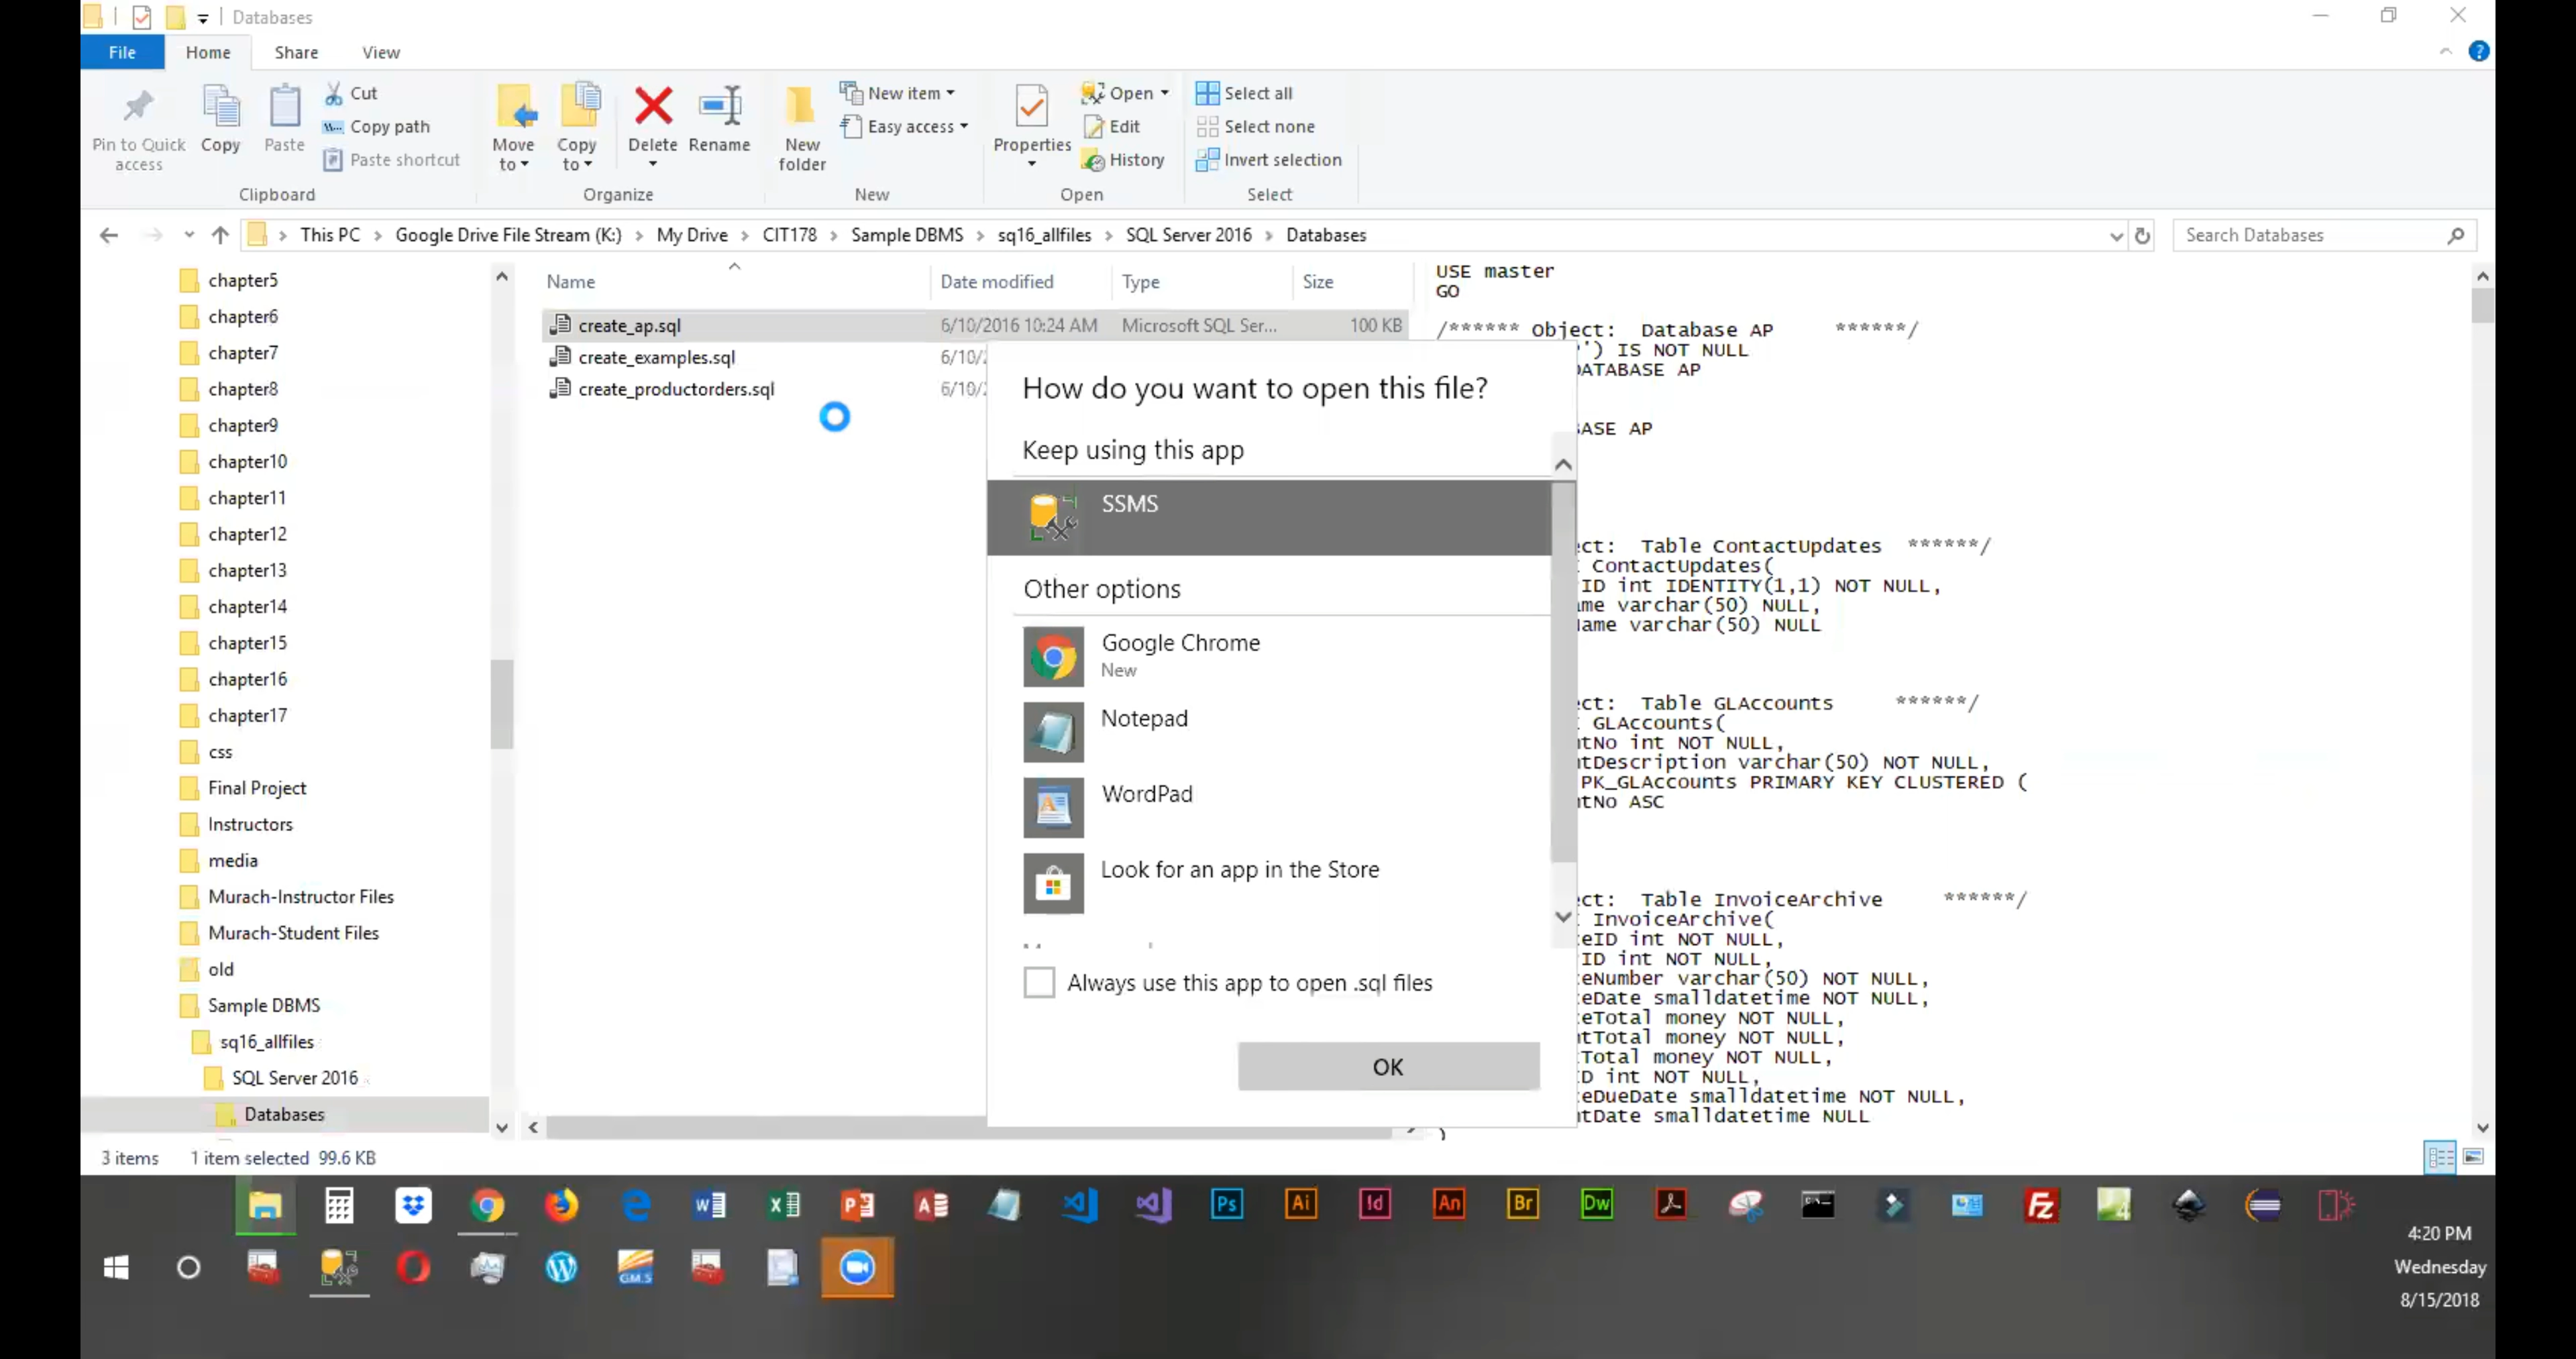 Databases
File Home Share View
Pin to Quick access
Copy
Paste
Cut
Copy path
Paste shortcut
Clipboard
Move to
Copy to
Delete
Rename
Organize
New folder
New item
Easy access
New
Properties
Open
Edit
History
Open
Select all
Select none
Invert selection
Select
This PC > Google Drive File Stream (K:) > My Drive > CIT178 > Sample DBMS > sq16_allfiles > SQL Server 2016 > Databases
Search Databases
chapter5
chapter6
chapter7
chapter8
chapter9
chapter10
chapter11
chapter12
chapter13
chapter14
chapter15
chapter16
chapter17
css
Final Project
Instructors
media
Murach-Instructor Files
Murach-Student Files
old
Sample DBMS
sq16_allfiles
SQL Server 2016
Databases
Name Date modified Type Size
create_ap.sql 6/10/2016 10:24 AM Microsoft SQL Ser... 100 KB
create_examples.sql 6/10/
create_productorders.sql 6/10/
How do you want to open this file?
Keep using this app
SSMS
Other options
Google Chrome
New
Notepad
WordPad
Look for an app in the Store
Always use this app to open .sql files
OK
USE master
GO
/****** Object: Database AP ******/
') IS NOT NULL
DATABASE AP
BASE AP
ct: Table ContactUpdates ******/
ContactUpdates(
ID int IDENTITY(1,1) NOT NULL,
me varchar(50) NULL,
ame varchar(50) NULL
ct: Table GLAccounts ******/
GLAccounts(
tNo int NOT NULL,
tDescription varchar(50) NOT NULL,
PK_GLAccounts PRIMARY KEY CLUSTERED (
tNo ASC
ct: Table InvoiceArchive ******/
InvoiceArchive(
eID int NOT NULL,
ID int NOT NULL,
eNumber varchar(50) NOT NULL,
eDate smalldatetime NOT NULL,
eTotal money NOT NULL,
tTotal money NOT NULL,
Total money NOT NULL,
D int NOT NULL,
eDueDate smalldatetime NOT NULL,
tDate smalldatetime NULL
)
3 items 1 item selected 99.6 KB
Ps Ai Id An Br Dw
GMS
4:20 PM
Wednesday
8/15/2018